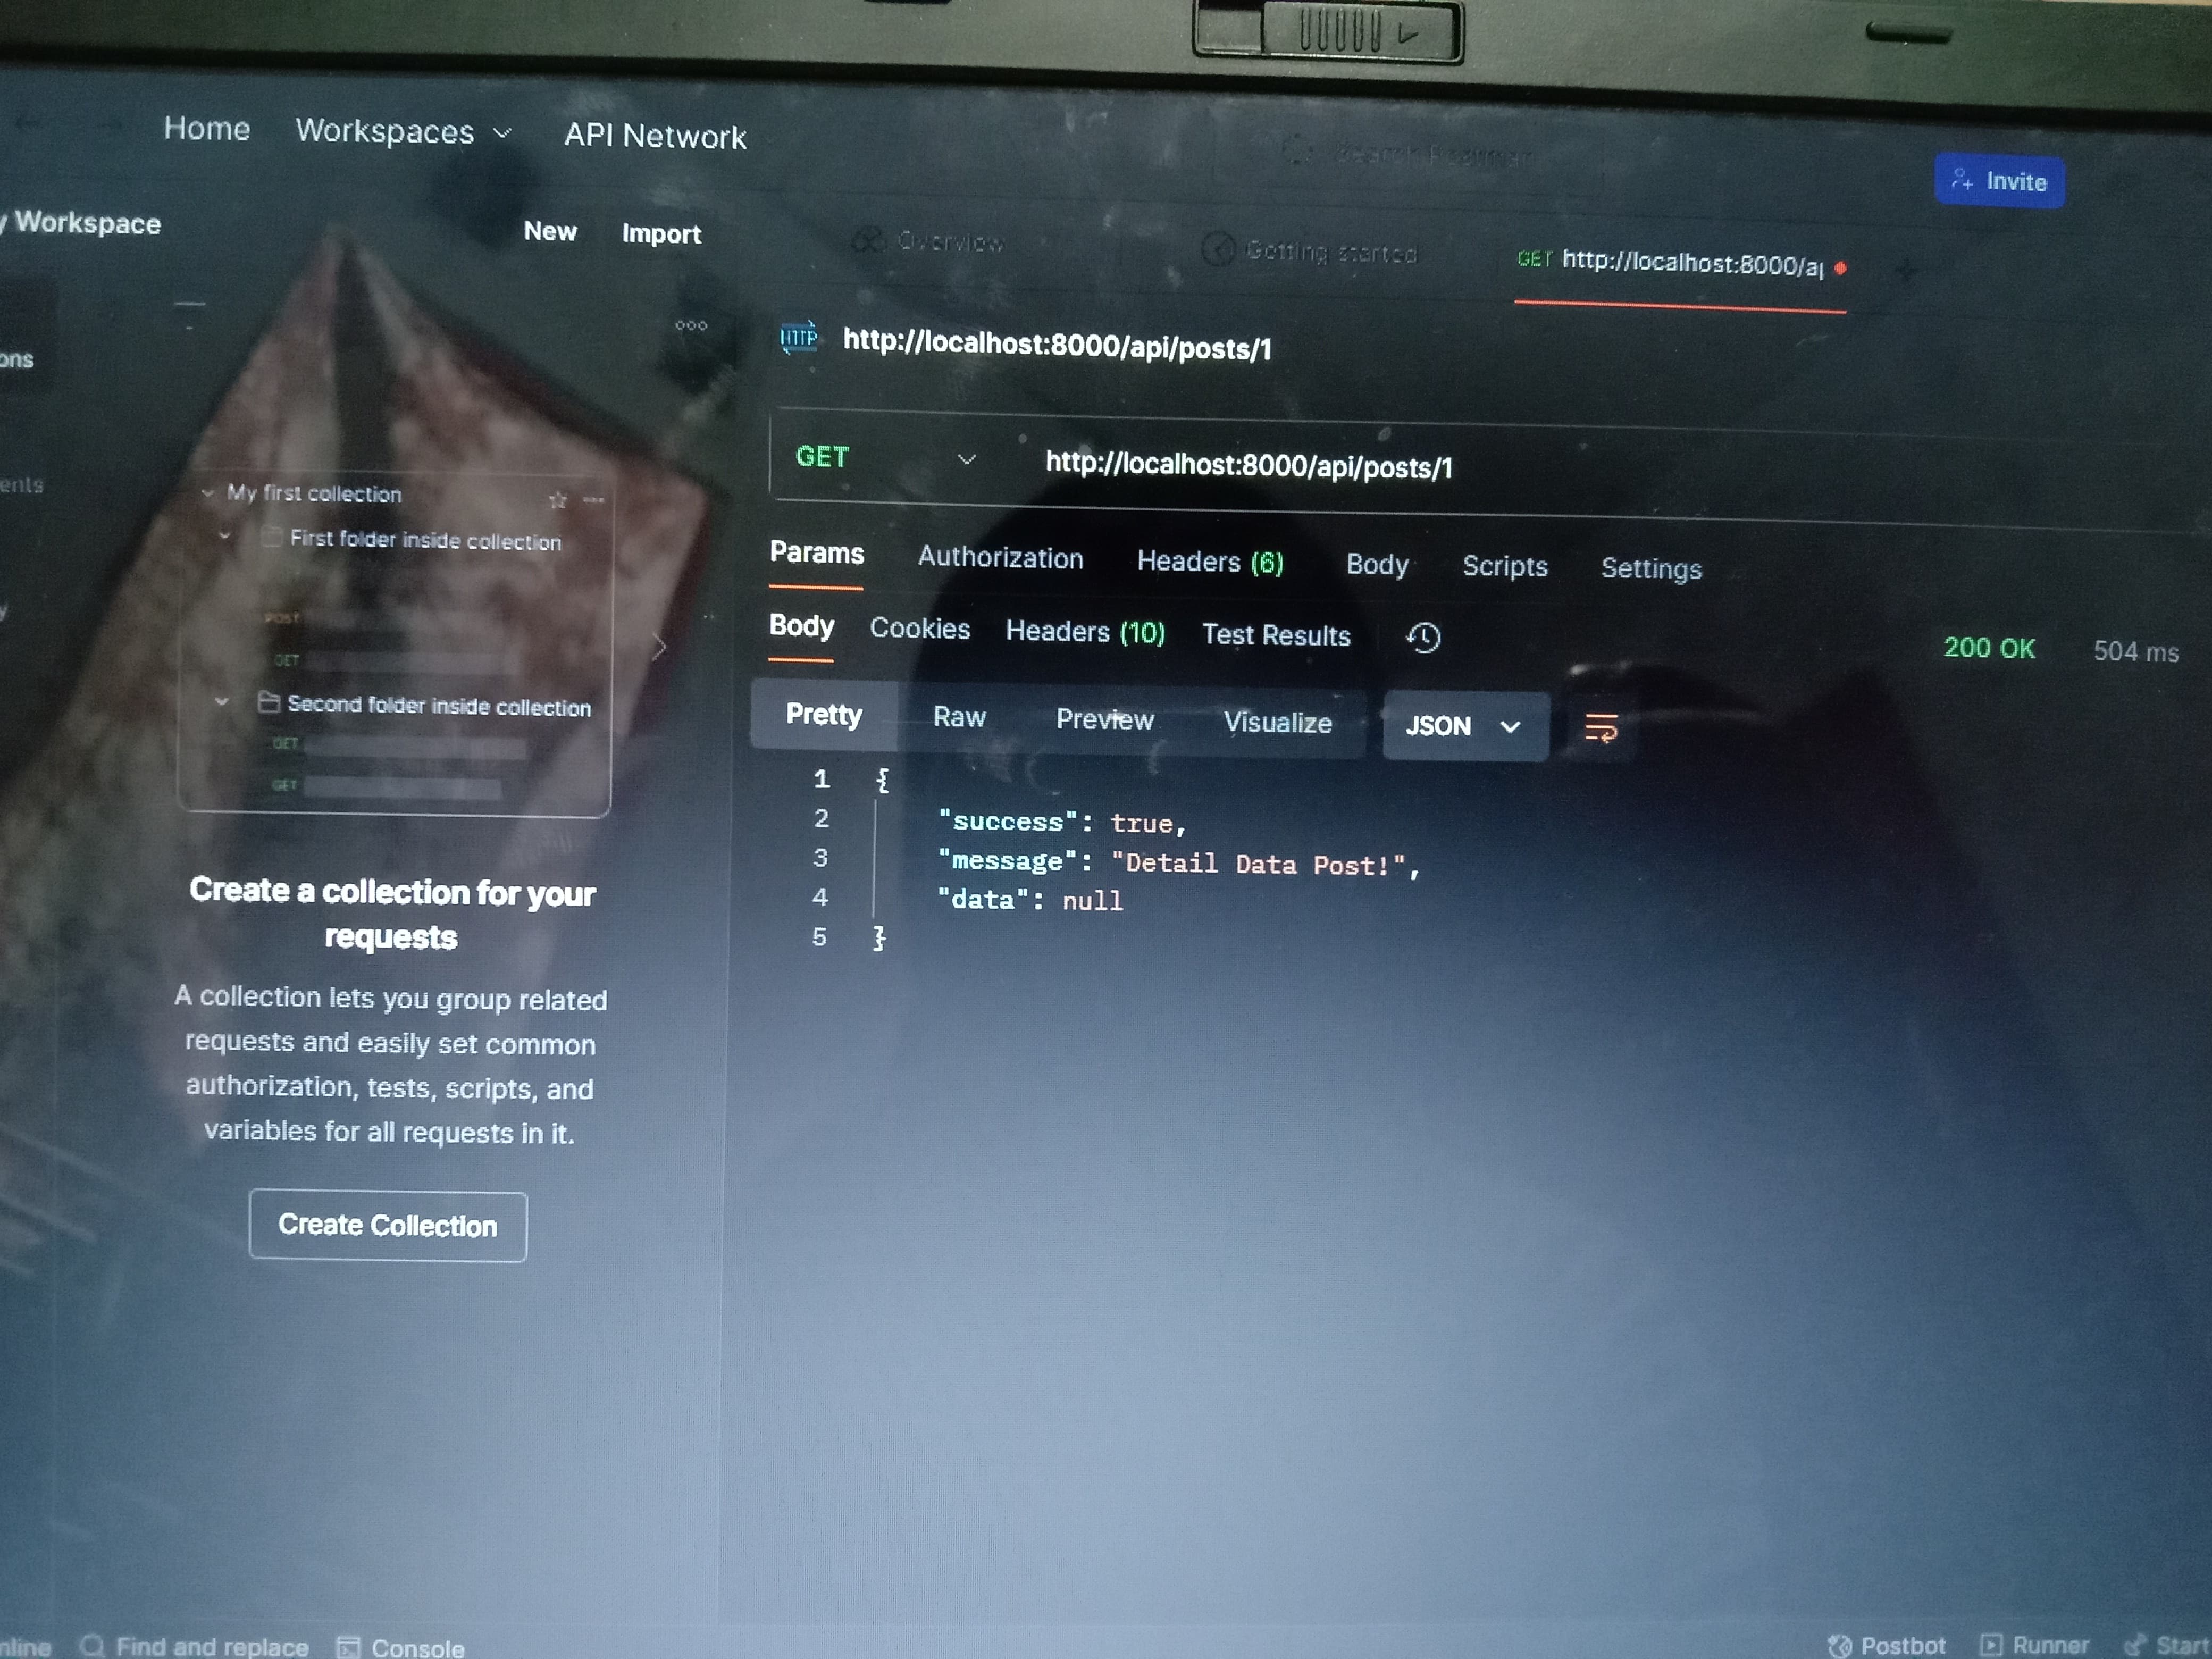 Home Workspaces API Network
Invite
Workspace New Import
Overview Getting started GET http://localhost:8000/a
ons
HTTP http://localhost:8000/api/posts/1
GET http://localhost:8000/api/posts/1
ents
My first collection
First folder inside collection
POST
GET
Second folder inside collection
GET
GET
Create a collection for your
requests
A collection lets you group related
requests and easily set common
authorization, tests, scripts, and
variables for all requests in it.
Create Collection
Params Authorization Headers (6) Body Scripts Settings
Body Cookies Headers (10) Test Results 200 OK 504 ms
Pretty Raw Preview Visualize JSON
1 {
2 "success": true,
3 "message": "Detail Data Post!",
4 "data": null
5 }
nline Find and replace Console Postbot Runner Start